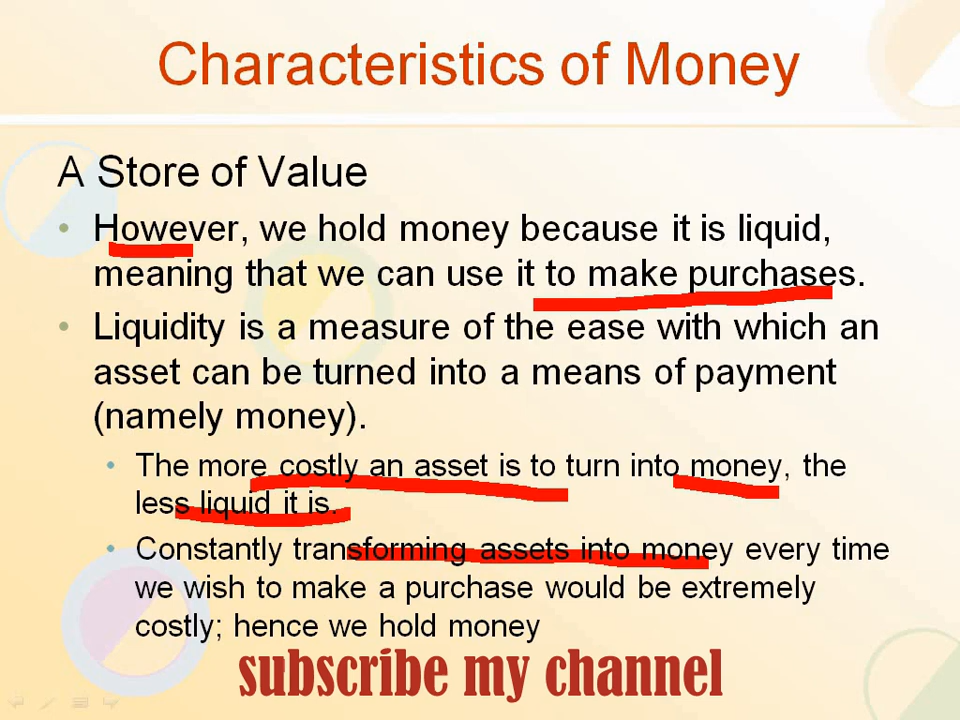 Characteristics of Money
A Store of Value
• However, we hold money because it is liquid,
meaning that we can use it to make purchases.
• Liquidity is a measure of the ease with which an
asset can be turned into a means of payment
(namely money).
• The more costly an asset is to turn into money, the
less liquid it is.
• Constantly transforming assets into money every time
we wish to make a purchase would be extremely
costly; hence we hold money
subscribe my channel